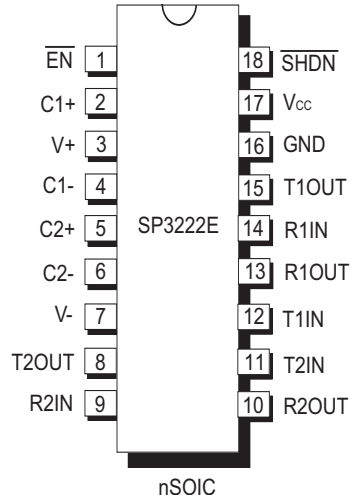 EN 1 18 SHDN
C1+ 2 17 Vcc
V+ 3 16 GND
C1- 4 15 T1OUT
C2+ 5 SP3222E 14 R1IN
C2- 6 13 R1OUT
V- 7 12 T1IN
T2OUT 8 11 T2IN
R2IN 9 10 R2OUT
nSOIC